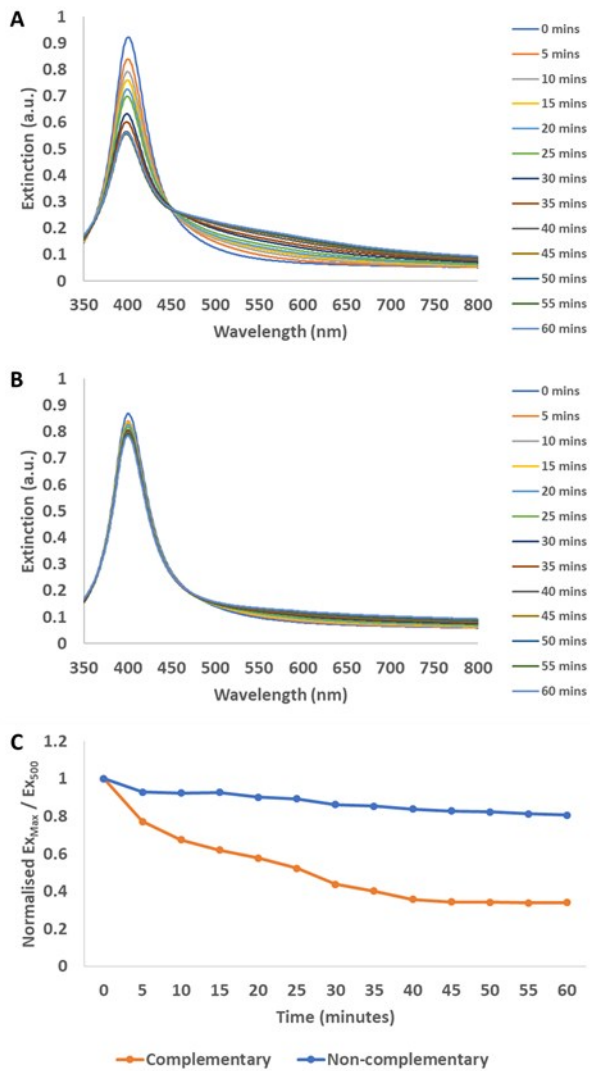 A
Extinction (a.u.)
1
0.9
0.8
0.7
0.6
0.5
0.4
0.3
0.2
0.1
0
350 400 450 500 550 600 650 700 750 800
Wavelength (nm)
0 mins
5 mins
10 mins
15 mins
20 mins
25 mins
30 mins
35 mins
40 mins
45 mins
50 mins
55 mins
60 mins
B
Extinction (a.u.)
1
0.9
0.8
0.7
0.6
0.5
0.4
0.3
0.2
0.1
0
350 400 450 500 550 600 650 700 750 800
Wavelength (nm)
0 mins
5 mins
10 mins
15 mins
20 mins
25 mins
30 mins
35 mins
40 mins
45 mins
50 mins
55 mins
60 mins
C
Normalised Ex_Max / Ex_500
1.2
1
0.8
0.6
0.4
0.2
0
0 5 10 15 20 25 30 35 40 45 50 55 60
Time (minutes)
Complementary Non-complementary